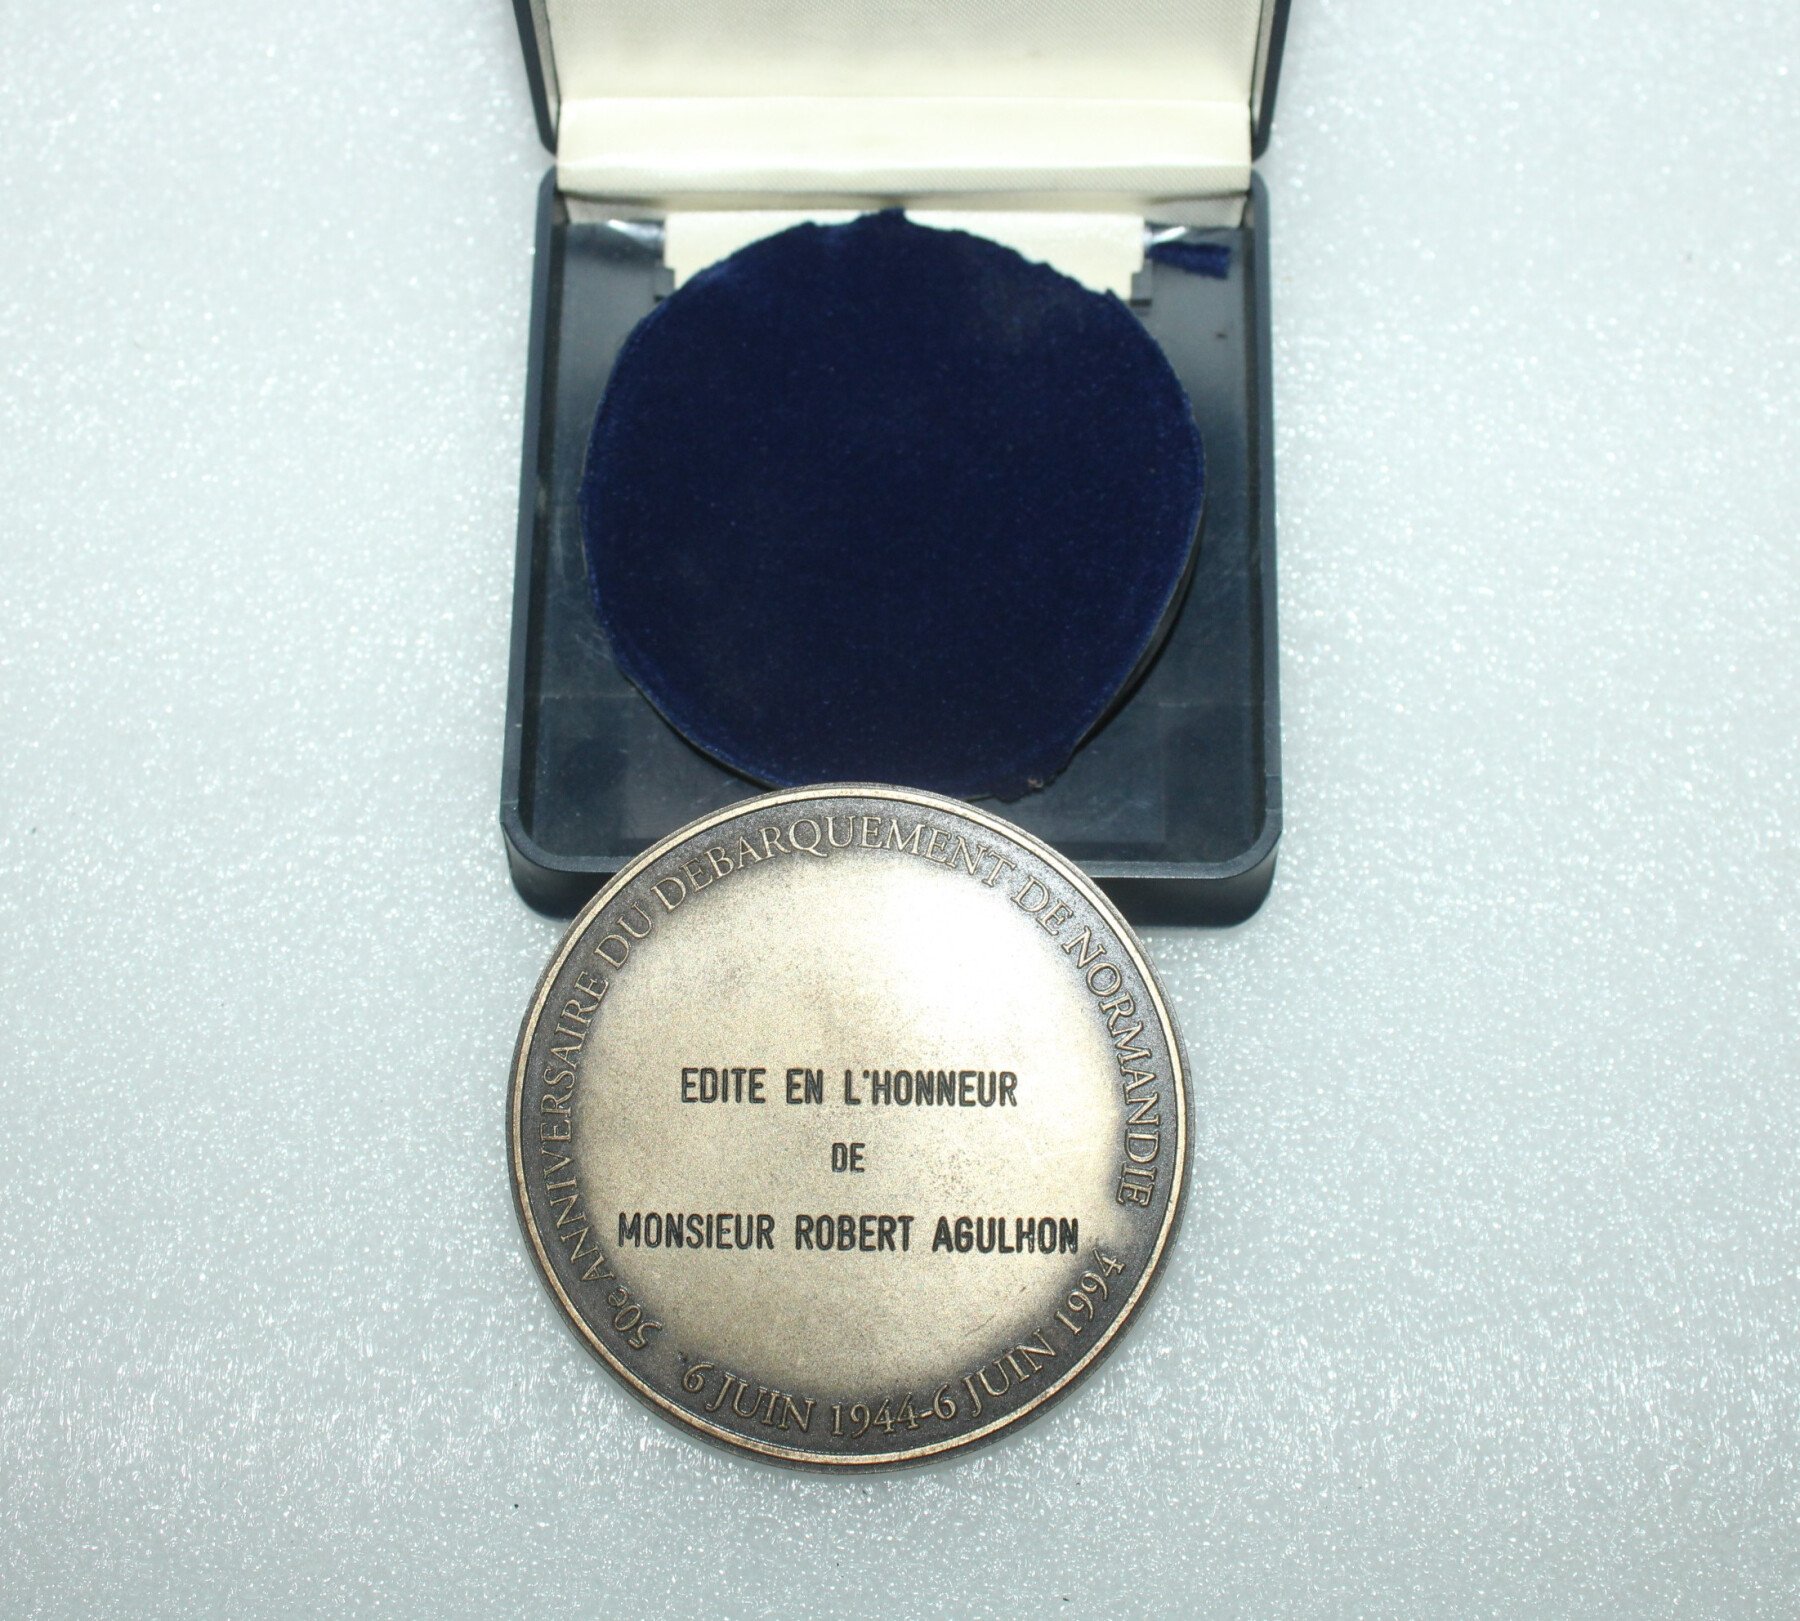 50e ANNIVERSAIRE DU DEBARQUEMENT DE NORMANDIE
EDITE EN L'HONNEUR
DE
MONSIEUR ROBERT AGULHON
6 JUIN 1944-6 JUIN 1994